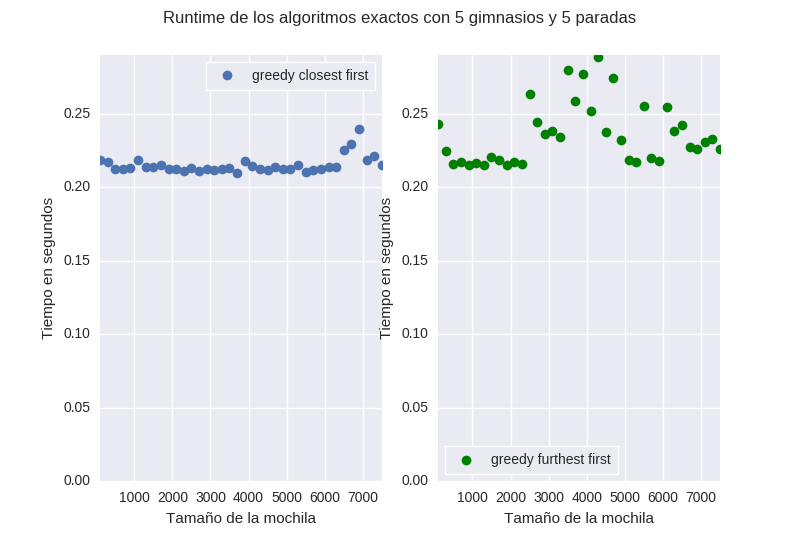 Runtime de los algoritmos exactos con 5 gimnasios y 5 paradas
greedy closest first
0.25
0.20
0.15
0.10
0.05
0.00
Tiempo en segundos
1000 2000 3000 4000 5000 6000 7000
Tamaño de la mochila
0.25
0.20
0.15
0.10
0.05
0.00
Tiempo en segundos
greedy furthest first
1000 2000 3000 4000 5000 6000 7000
Tamaño de la mochila